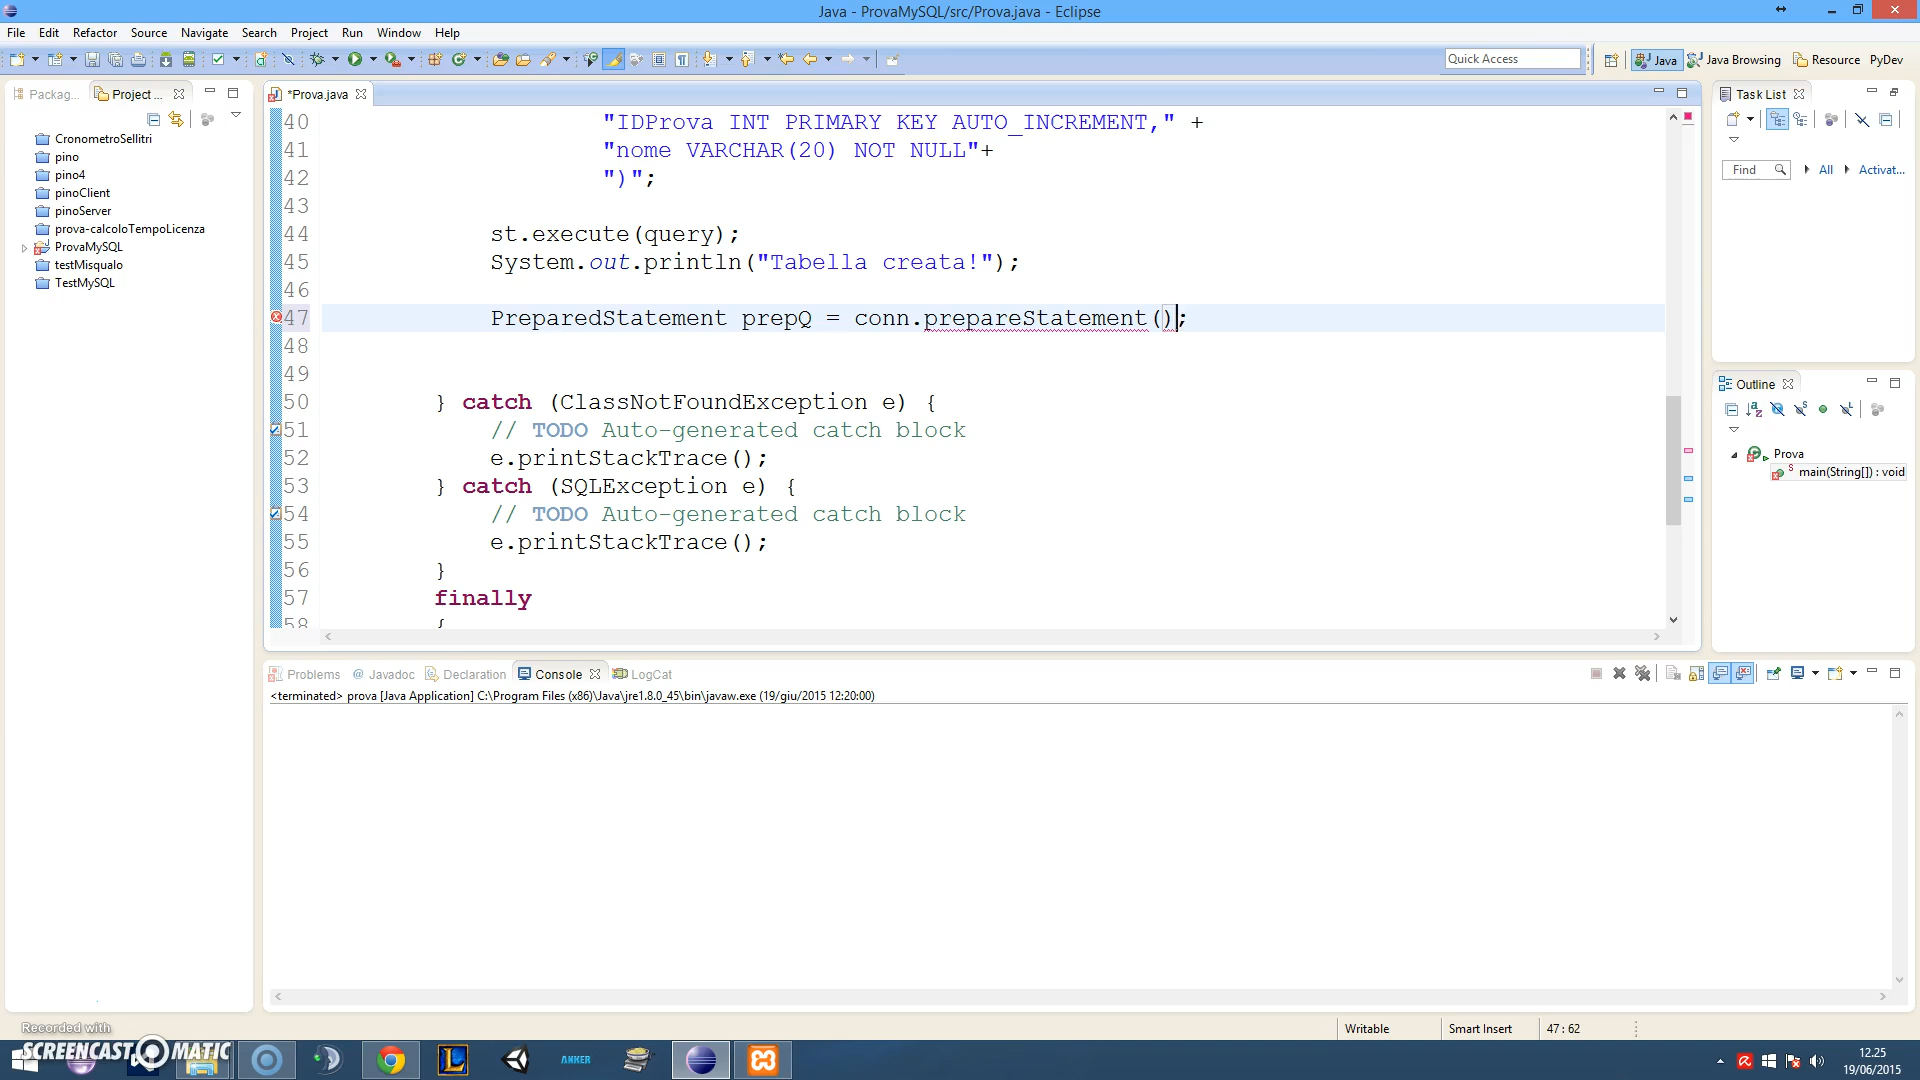 Java - ProvaMySQL/src/Prova.java - Eclipse
File Edit Refactor Source Navigate Search Project Run Window Help
Quick Access
Java Java Browsing Resource PyDev
Packag... Project ...
*Prova.java
Task List
CronometroSellitri
pino
pino4
pinoClient
pinoServer
prova-calcoloTempoLicenza
ProvaMySQL
testMisqualo
TestMySQL
40 "IDProva INT PRIMARY KEY AUTO_INCREMENT," +
41 "nome VARCHAR(20) NOT NULL"+
42 ")";
43
44 st.execute(query);
45 System.out.println("Tabella creata!");
46
47 PreparedStatement prepQ = conn.prepareStatement();
48
49
50 } catch (ClassNotFoundException e) {
51 // TODO Auto-generated catch block
52 e.printStackTrace();
53 } catch (SQLException e) {
54 // TODO Auto-generated catch block
55 e.printStackTrace();
56 }
57 finally
58 {
Find All Activat...
Outline
Prova
main(String[]) : void
Problems @ Javadoc Declaration Console LogCat
<terminated> prova [Java Application] C:\Program Files (x86)\Java\jre1.8.0_45\bin\javaw.exe (19/giu/2015 12:20:00)
Writable Smart Insert 47 : 62
Recorded with
SCREENCAST MATIC
ANKER
12.25
19/06/2015